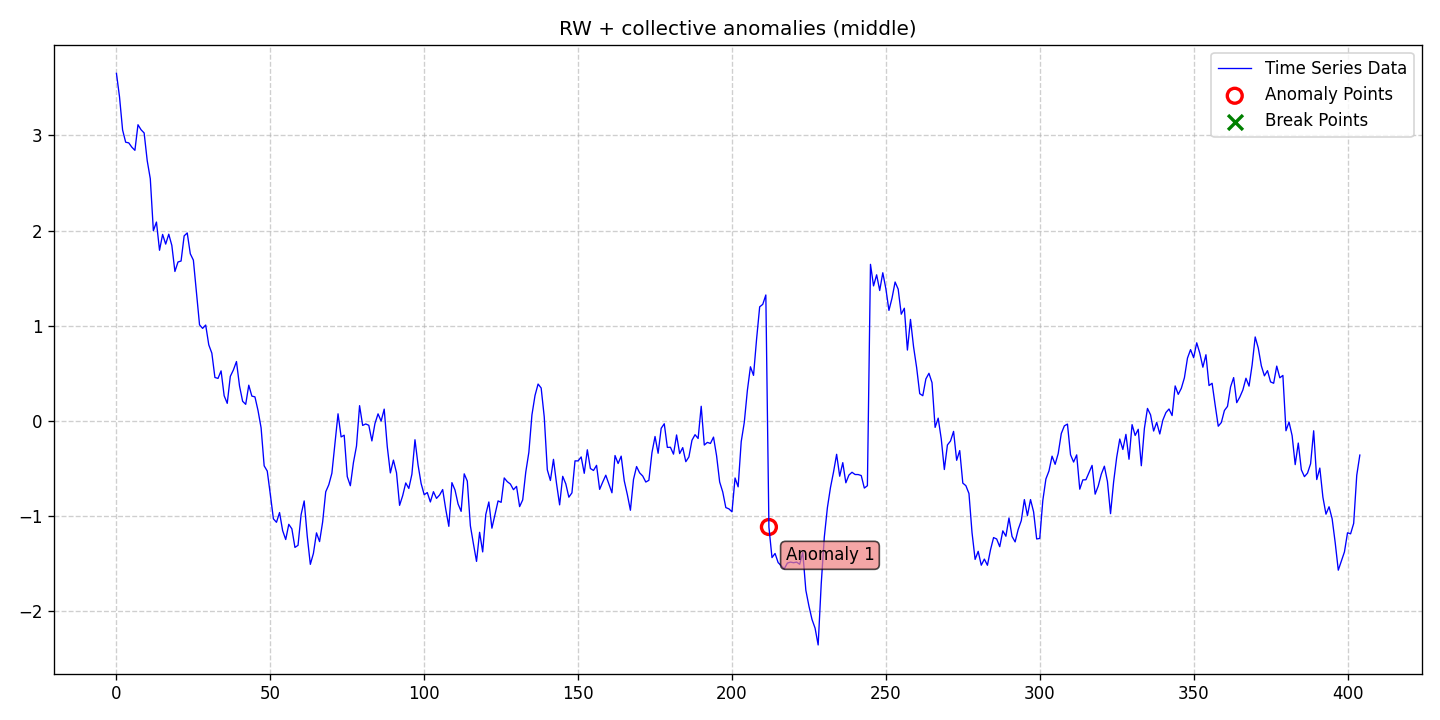 RW + collective anomalies (middle)
Time Series Data
Anomaly Points
Break Points
3
2
1
0
−1
−2
Anomaly 1
0 50 100 150 200 250 300 350 400